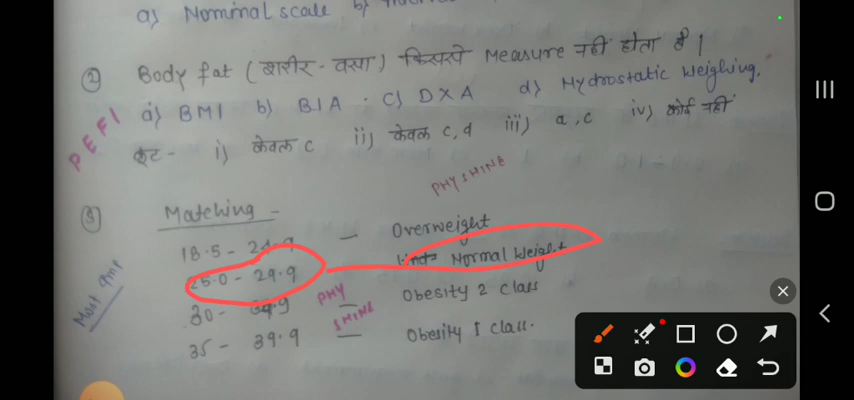 a) Nominal scale b)
② Body fat (शरीर - वसा) किससे Measure नहीं होता है।
a) BMI b) BIA c) DXA d) Hydrostatic Weighing.
PEFI
कूट - i) केवल c ii) केवल c,d iii) a, c iv) कोई नहीं
PHYSHINE
③ Matching -
18.5 - 24.9 — Overweight
25.0 - 29.9 Normal Weight
Most Imp
30 - 34.9 — Obesity 2 Class
PHY SHINE
35 - 39.9 — Obesity 1 Class.